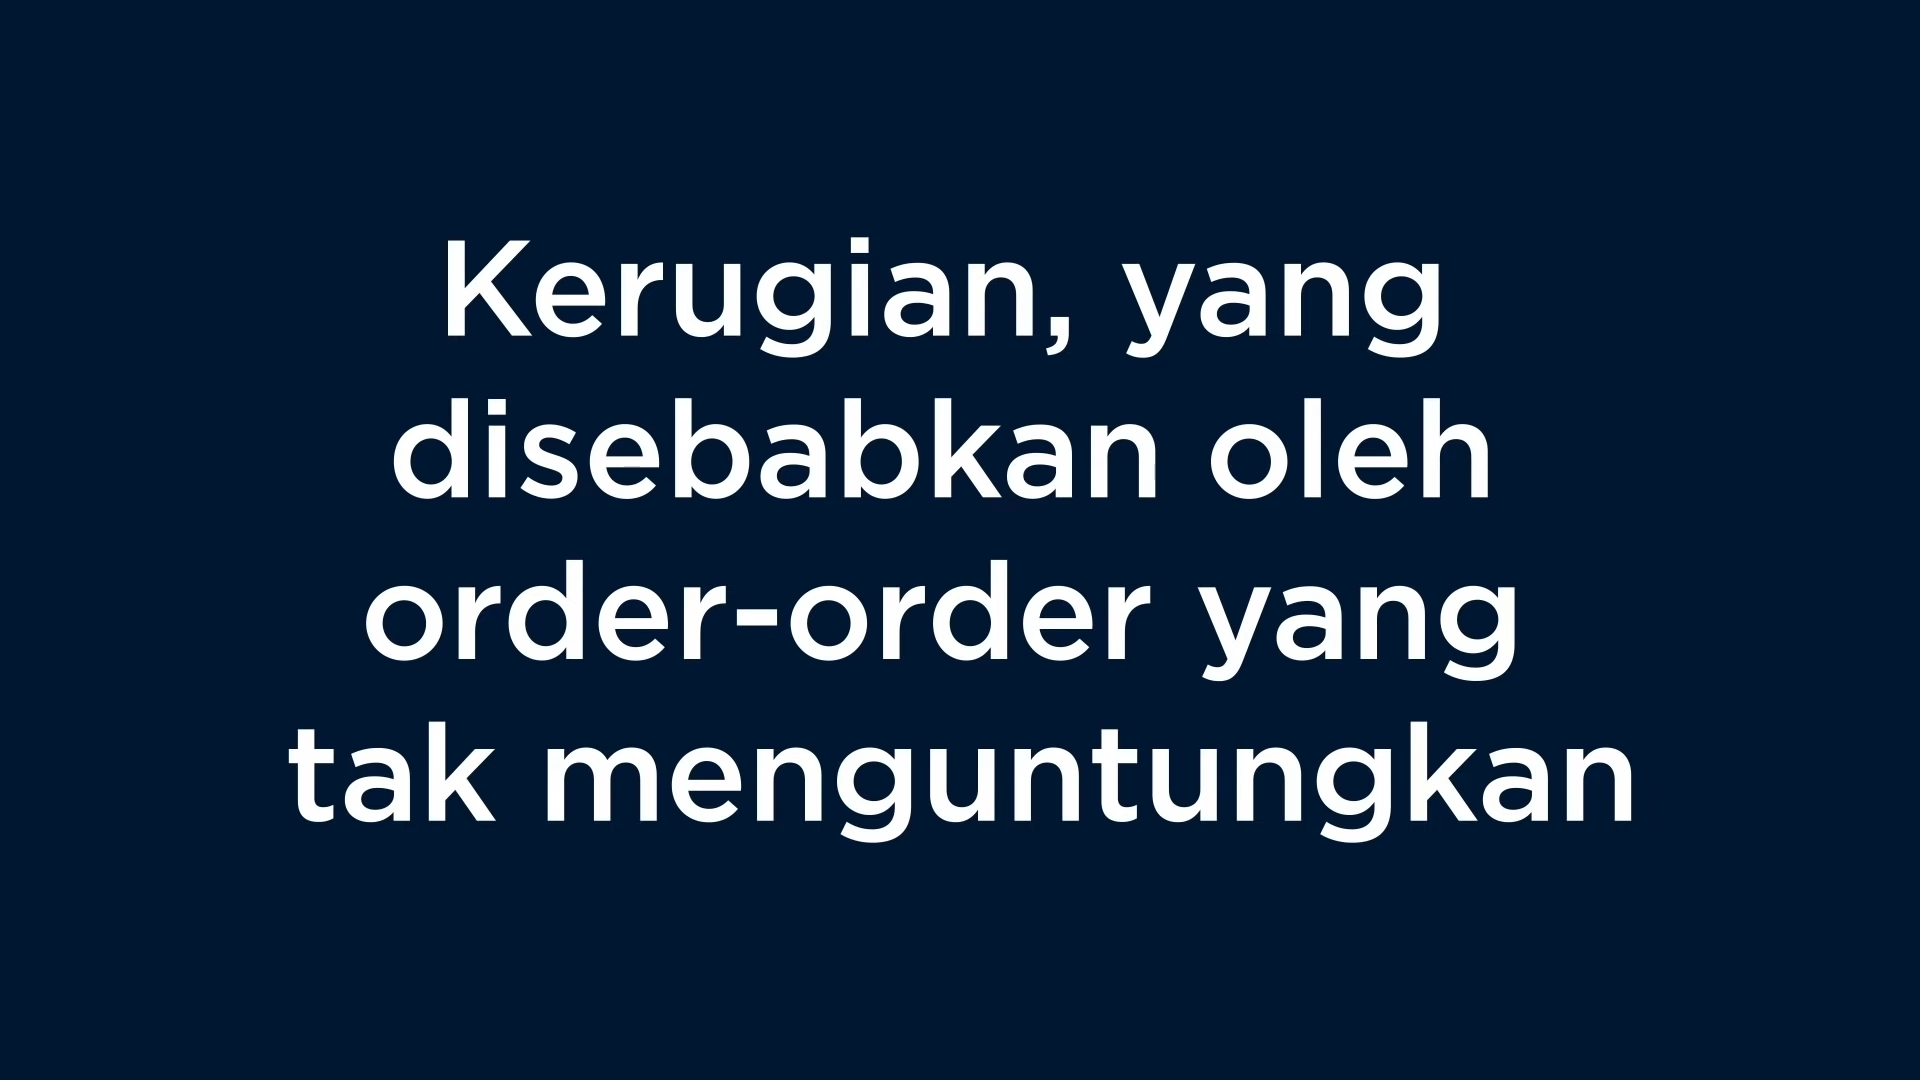 Kerugian, yang
disebabkan oleh
order-order yang
tak menguntungkan